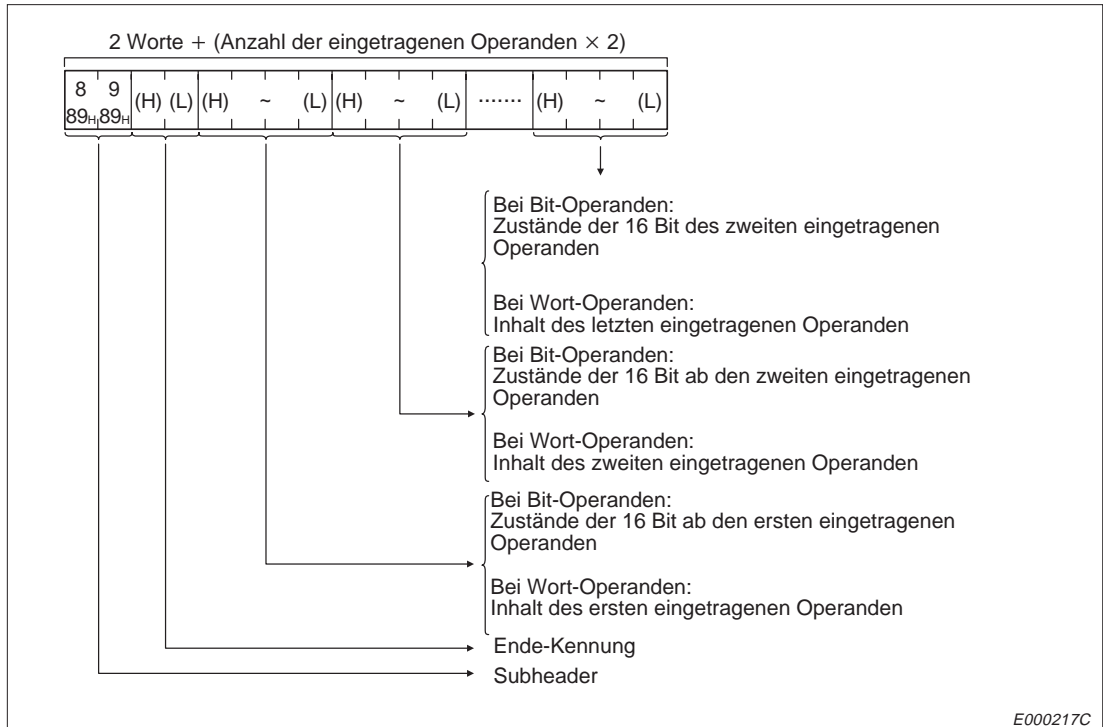 2 Worte + (Anzahl der eingetragenen Operanden × 2)
8 9 (H) (L) (H) ~ (L) (H) ~ (L) ······· (H) ~ (L)
89H 89H
Bei Bit-Operanden:
Zustände der 16 Bit des zweiten eingetragenen
Operanden
Bei Wort-Operanden:
Inhalt des letzten eingetragenen Operanden
Bei Bit-Operanden:
Zustände der 16 Bit ab den zweiten eingetragenen
Operanden
Bei Wort-Operanden:
Inhalt des zweiten eingetragenen Operanden
Bei Bit-Operanden:
Zustände der 16 Bit ab den ersten eingetragenen
Operanden
Bei Wort-Operanden:
Inhalt des ersten eingetragenen Operanden
Ende-Kennung
Subheader
E000217C